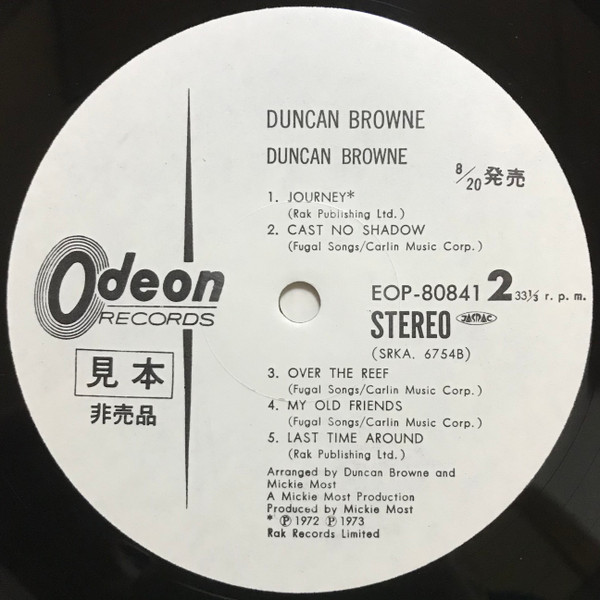 DUNCAN BROWNE
DUNCAN BROWNE
8/20 発売
1. JOURNEY*
(Rak Publishing Ltd.)
2. CAST NO SHADOW
(Fugal Songs/Carlin Music Corp.)
Odeon
RECORDS
EOP-80841 2 33⅓ r. p. m.
STEREO JASRAC
(SRKA. 6754B)
見本
非売品
3. OVER THE REEF
(Fugal Songs/Carlin Music Corp.)
4. MY OLD FRIENDS
(Fugal Songs/Carlin Music Corp.)
5. LAST TIME AROUND
(Rak Publishing Ltd.)
Arranged by Duncan Browne and
Mickie Most
A Mickie Most Production
Produced by Mickie Most
* ℗ 1972 ℗ 1973
Rak Records Limited